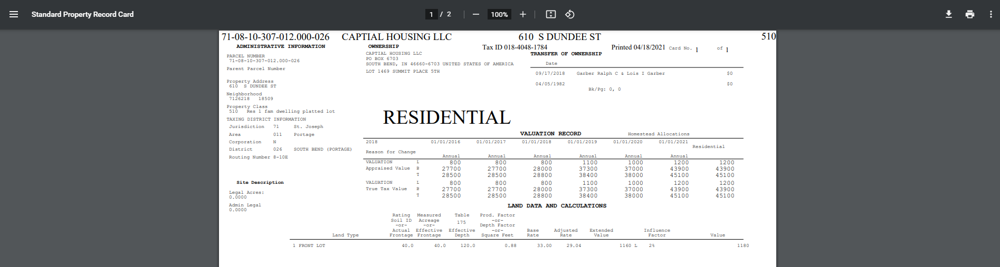 Standard Property Record Card
1 / 2
100%
71-08-10-307-012.000-026 CAPTIAL HOUSING LLC 610 S DUNDEE ST 510
ADMINISTRATIVE INFORMATION
PARCEL NUMBER
71-08-10-307-012.000-026
Parent Parcel Number
Property Address
610 S DUNDEE ST
Neighborhood
7126218 18509
Property Class
510 Res 1 fam dwelling platted lot
TAXING DISTRICT INFORMATION
Jurisdiction 71 St. Joseph
Area 011 Portage
Corporation N
District 026 SOUTH BEND (PORTAGE)
Routing Number 8-10E
Site Description
Legal Acres:
0.0000
Admin Legal
0.0000
OWNERSHIP
CAPTIAL HOUSING LLC
PO BOX 6703
SOUTH BEND, IN 46660-6703 UNITED STATES OF AMERICA
LOT 1469 SUMMIT PLACE 5TH
Tax ID 018-4048-1784
Printed 04/18/2021 Card No. 1 of 1
TRANSFER OF OWNERSHIP
Date
09/17/2018 Garber Ralph C & Lois I Garber $0
04/05/1982 $0
Bk/Pg: 0, 0
RESIDENTIAL
VALUATION RECORD Homestead Allocations
2018 01/01/2016 01/01/2017 01/01/2018 01/01/2019 01/01/2020 01/01/2021
Residential
Reason for Change
Annual Annual Annual Annual Annual Annual
VALUATION L 800 800 800 1100 1000 1200 1200
Appraised Value B 27700 27700 28000 37300 37000 43900 43900
T 28500 28500 28800 38400 38000 45100 45100
VALUATION L 800 800 800 1100 1000 1200 1200
True Tax Value B 27700 27700 28000 37300 37000 43900 43900
T 28500 28500 28800 38400 38000 45100 45100
LAND DATA AND CALCULATIONS
Rating Measured Table Prod. Factor
Soil ID Acreage 175 -or-
-or- -or- Depth Factor
Actual Effective Effective -or- Base Adjusted Extended Influence
Land Type Frontage Frontage Depth Square Feet Rate Rate Value Factor Value
1 FRONT LOT 40.0 40.0 120.0 0.88 33.00 29.04 1160 L 2% 1180